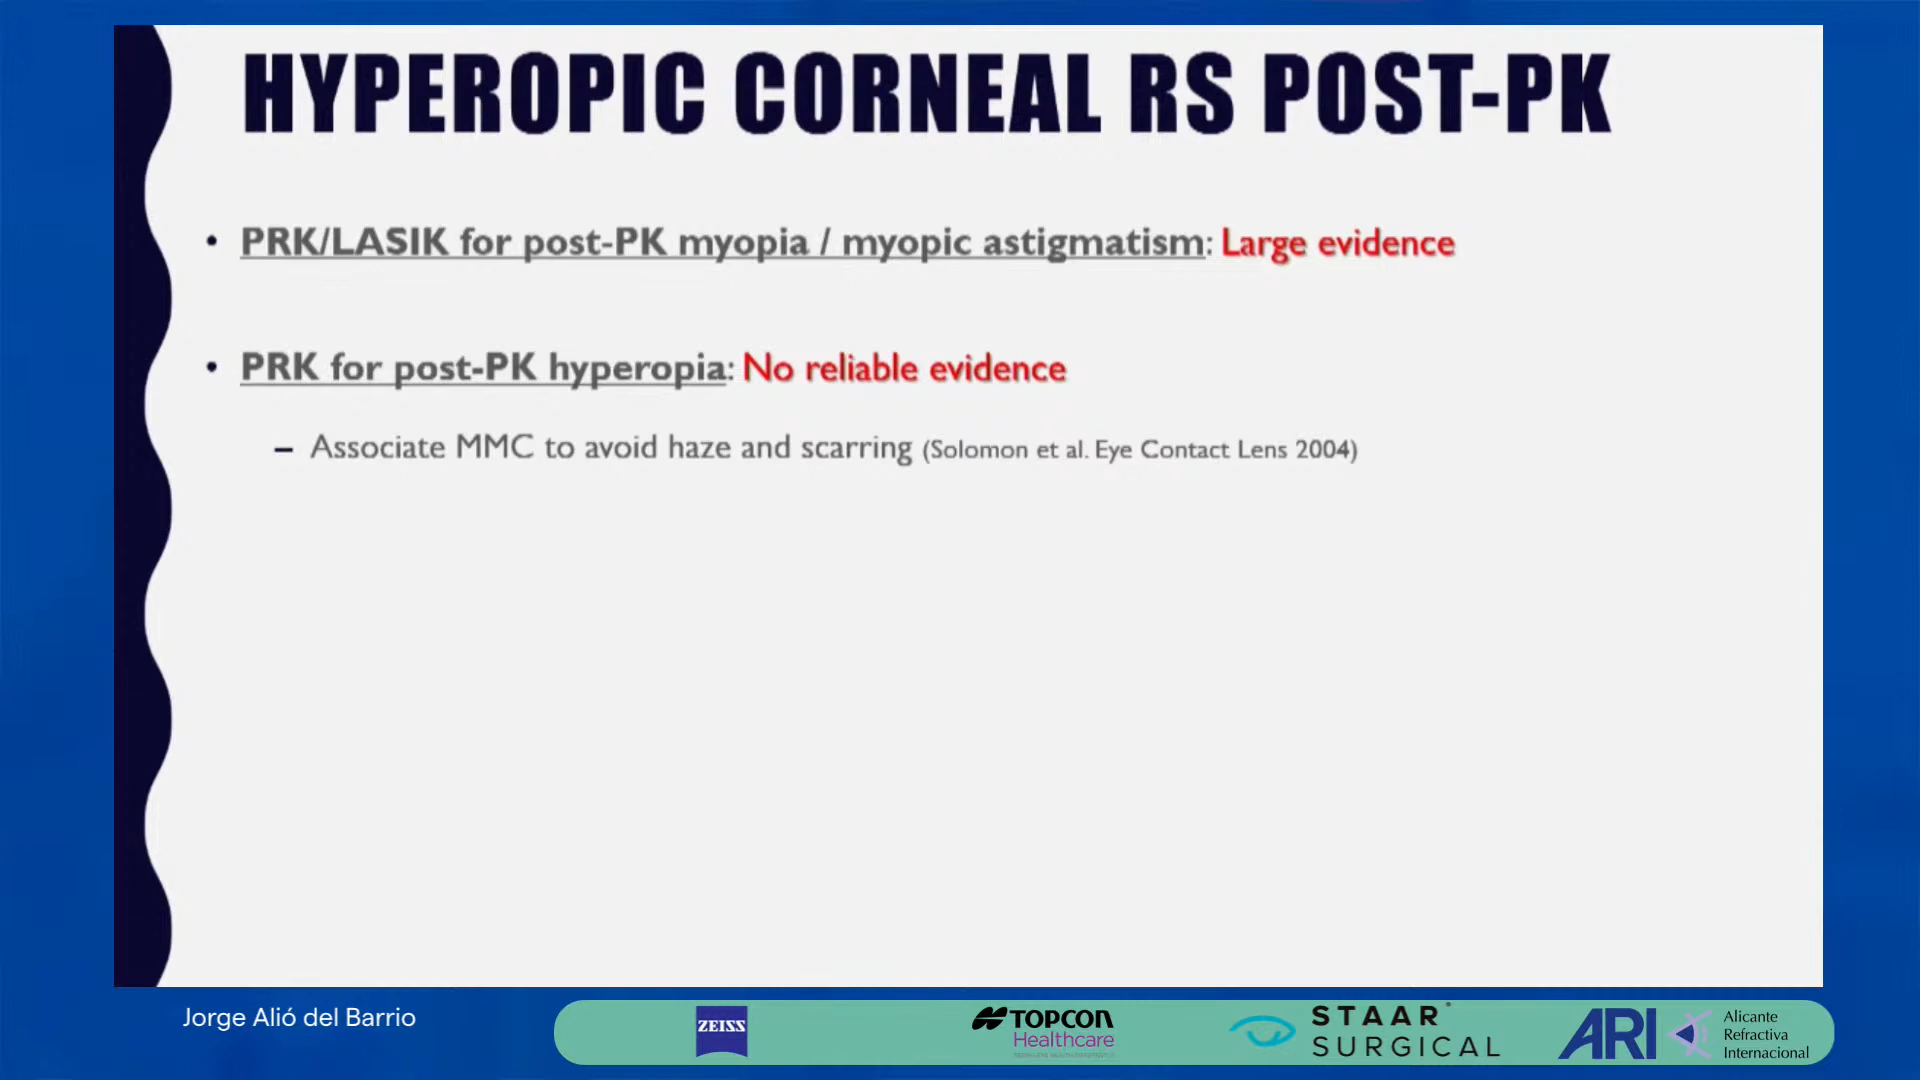 HYPEROPIC CORNEAL RS POST-PK
• PRK/LASIK for post-PK myopia / myopic astigmatism: Large evidence
• PRK for post-PK hyperopia: No reliable evidence
– Associate MMC to avoid haze and scarring (Solomon et al. Eye Contact Lens 2004)
Jorge Alió del Barrio
ZEISS
TOPCON
Healthcare
STAAR
SURGICAL
ARI
Alicante
Refractiva
Internacional